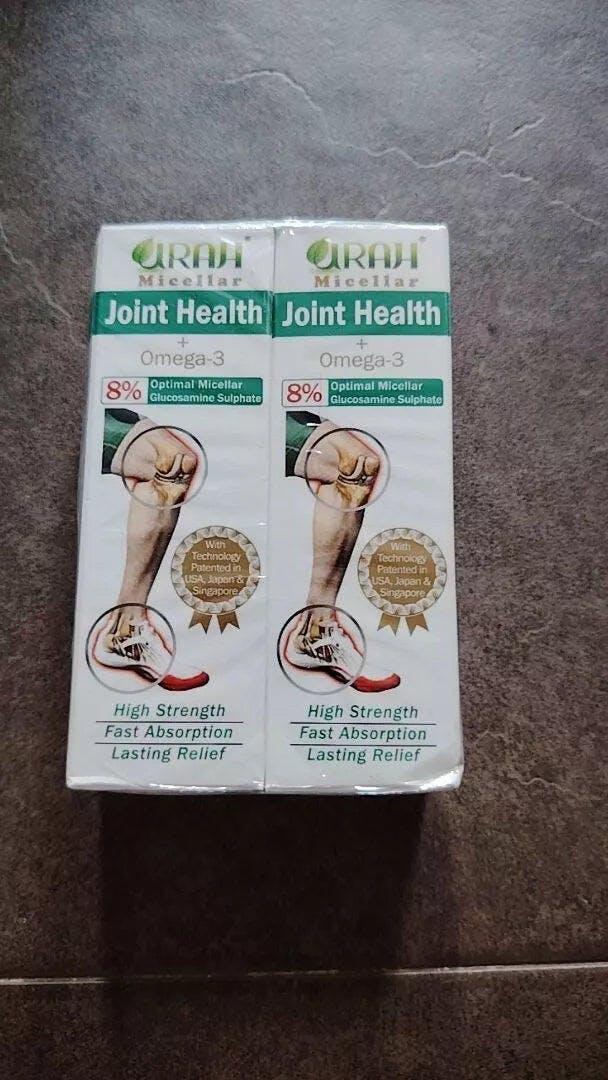 URAH®
Micellar
Joint Health
+
Omega-3
8% Optimal Micellar
Glucosamine Sulphate
With
Technology
Patented in
USA, Japan &
Singapore
High Strength
Fast Absorption
Lasting Relief
URAH®
Micellar
Joint Health
+
Omega-3
8% Optimal Micellar
Glucosamine Sulphate
With
Technology
Patented in
USA, Japan &
Singapore
High Strength
Fast Absorption
Lasting Relief